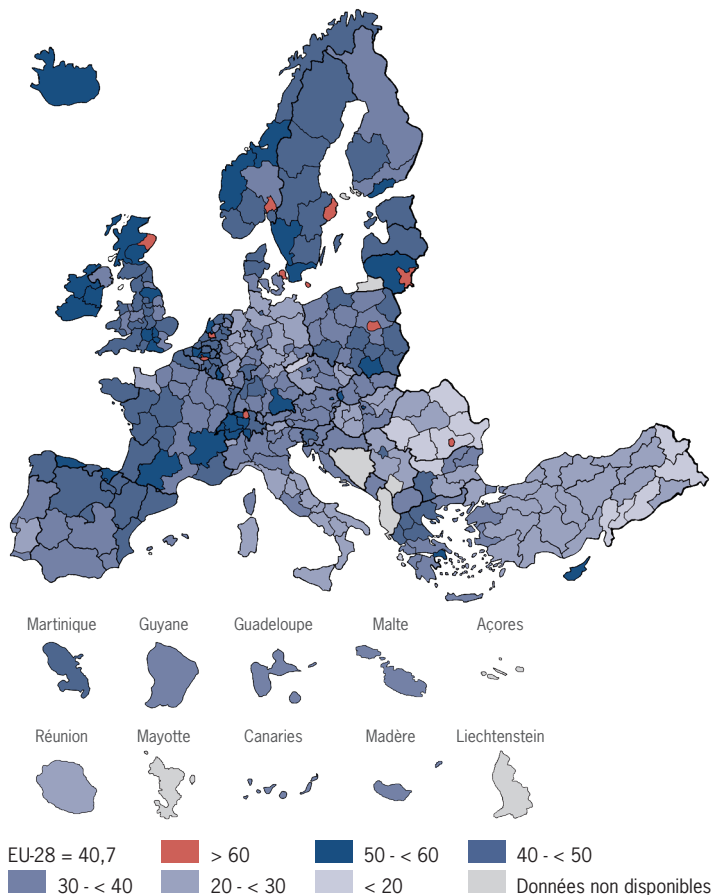 Martinique Guyane Guadeloupe Malte Açores
Réunion Mayotte Canaries Madère Liechtenstein
EU-28 = 40,7 > 60 50 - < 60 40 - < 50
30 - < 40 20 - < 30 < 20 Données non disponibles